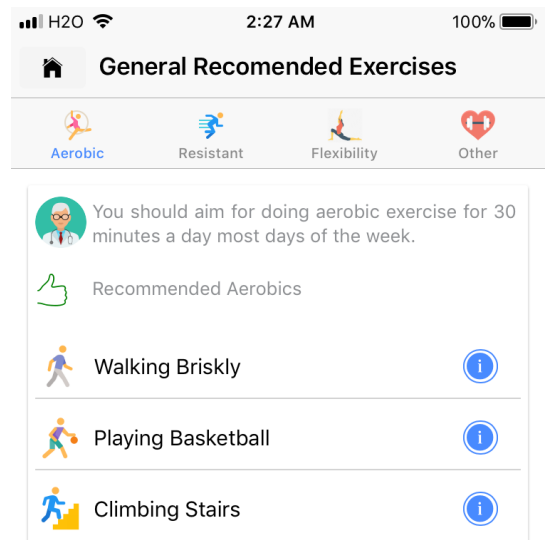 H2O 2:27 AM 100%
General Recomended Exercises
Aerobic Resistant Flexibility Other
You should aim for doing aerobic exercise for 30
minutes a day most days of the week.
Recommended Aerobics
Walking Briskly
Playing Basketball
Climbing Stairs